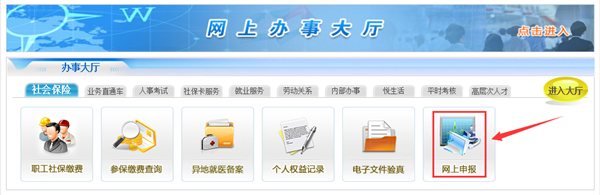 网上办事大厅
点击进入
办事大厅
社会保险 业务直通车 人事考试 社保卡服务 就业服务 劳动关系 内部办事 悦生活 平时考核 高层次人才 进入大厅
职工社保缴费 参保缴费查询 异地就医备案 个人权益记录 电子文件验真 网上申报